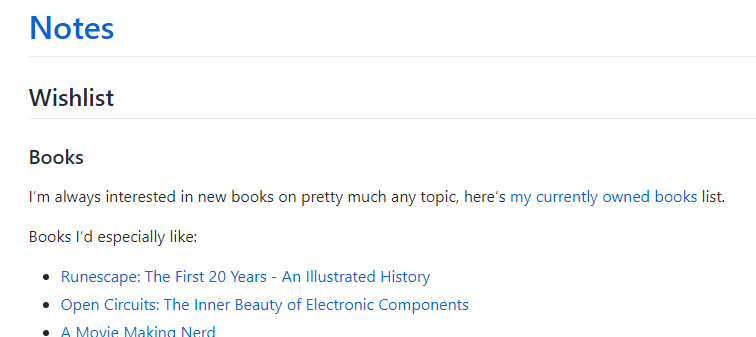 Notes
Wishlist
Books
I’m always interested in new books on pretty much any topic, here’s my currently owned books list.
Books I’d especially like:
Runescape: The First 20 Years - An Illustrated History
Open Circuits: The Inner Beauty of Electronic Components
A Movie Making Nerd